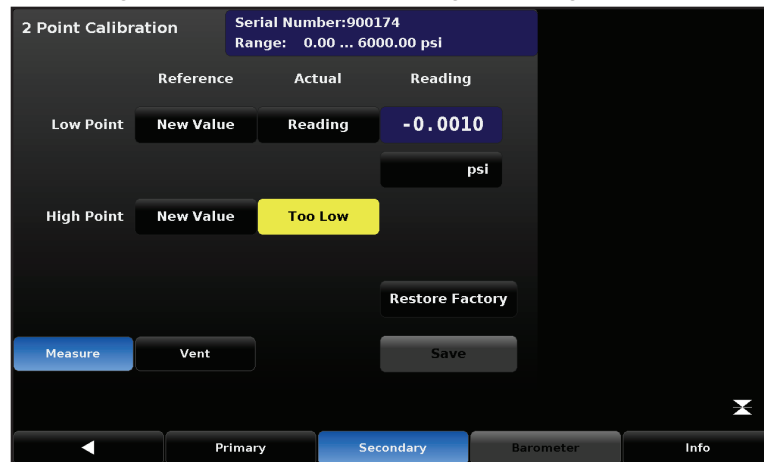 2 Point Calibration
Serial Number:900174
Range: 0.00 ... 6000.00 psi
Reference Actual Reading
Low Point New Value Reading -0.0010
psi
High Point New Value Too Low
Restore Factory
Measure Vent Save
Primary Secondary Barometer Info